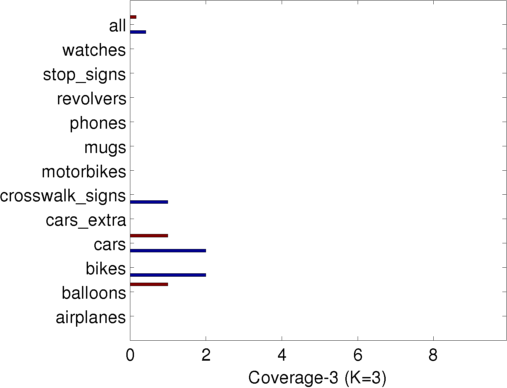 all
watches
stop_signs
revolvers
phones
mugs
motorbikes
crosswalk_signs
cars_extra
cars
bikes
balloons
airplanes
0 2 4 6 8
Coverage-3 (K=3)